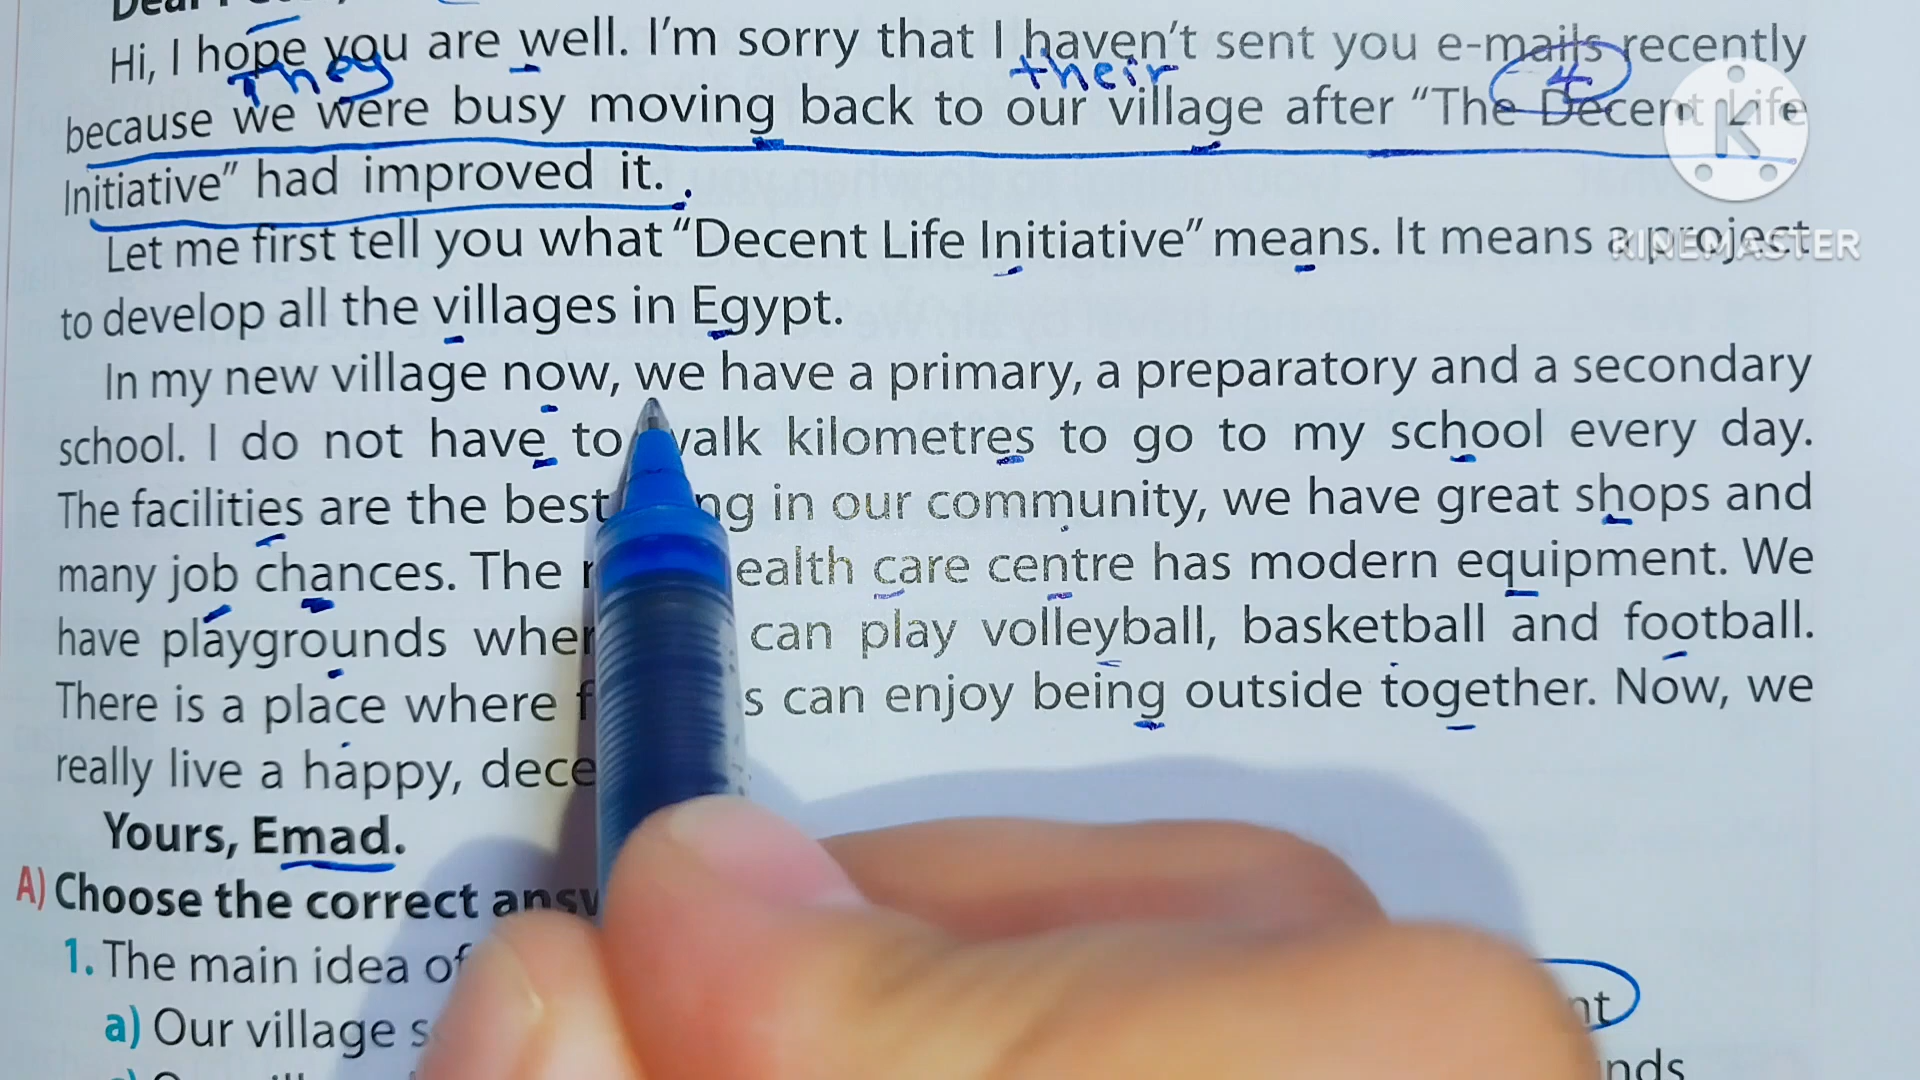 Dear
Hi, I hope you are well. I'm sorry that I haven't sent you e-mails recently
They their 4
because we were busy moving back to our village after "The Decent Life
Initiative" had improved it.
Let me first tell you what "Decent Life Initiative" means. It means a project
KINEMASTER
to develop all the villages in Egypt.
In my new village now, we have a primary, a preparatory and a secondary
school. I do not have to walk kilometres to go to my school every day.
The facilities are the best in our community, we have great shops and
many job chances. The care centre has modern equipment. We
have playgrounds can play volleyball, basketball and football.
There is a place where can enjoy being outside together. Now, we
really live a happy,
Yours, Emad.
A) Choose the correct
1. The main idea of
a) Our village